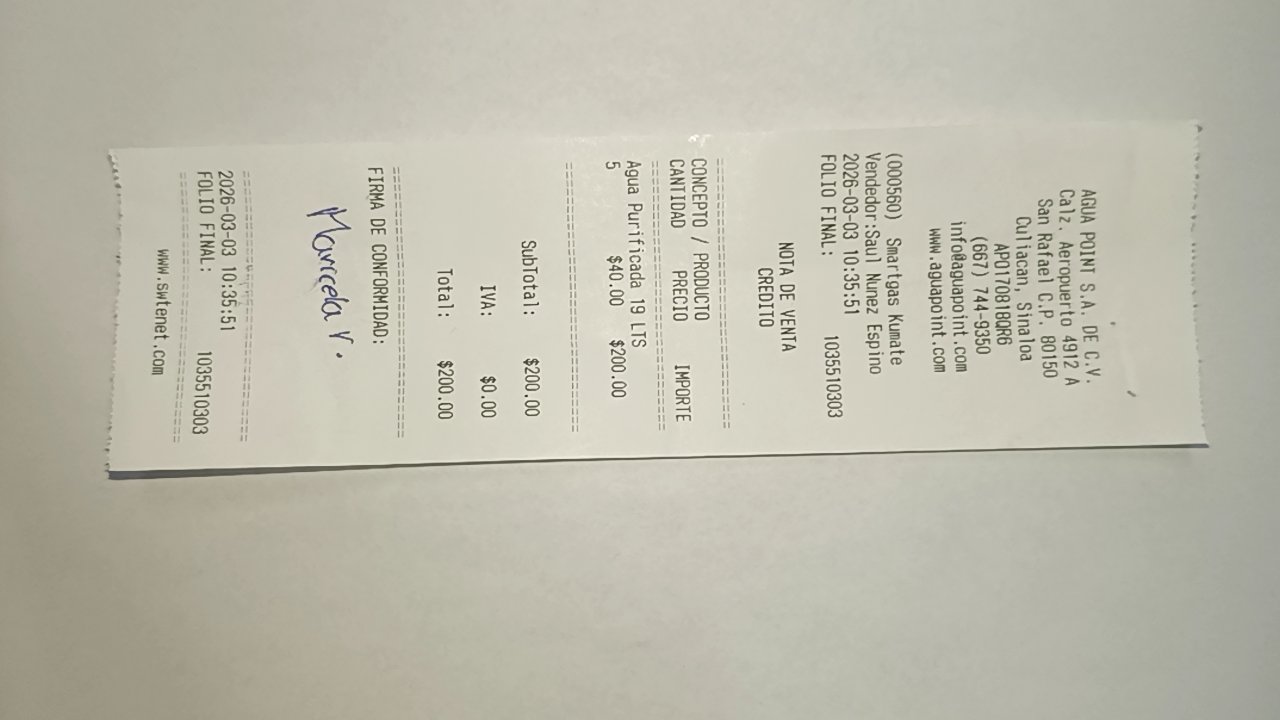 AGUA POINT S.A. DE C.V.
Calz. Aeropuerto 4912 A
San Rafael C.P. 80150
Culiacan, Sinaloa
APO170818QR6
(667) 744-9350
info@aguapoint.com
www.aguapoint.com
(000560) Smartgas Kumate
Vendedor:Saul Nunez Espino
2026-03-03 10:35:51
FOLIO FINAL: 1035510303
NOTA DE VENTA
CREDITO
CONCEPTO / PRODUCTO
CANTIDAD PRECIO IMPORTE
Agua Purificada 19 LTS
5 $40.00 $200.00
SubTotal: $200.00
IVA: $0.00
Total: $200.00
FIRMA DE CONFORMIDAD:
Marcela V.
2026-03-03 10:35:51
FOLIO FINAL: 1035510303
www.swtenet.com